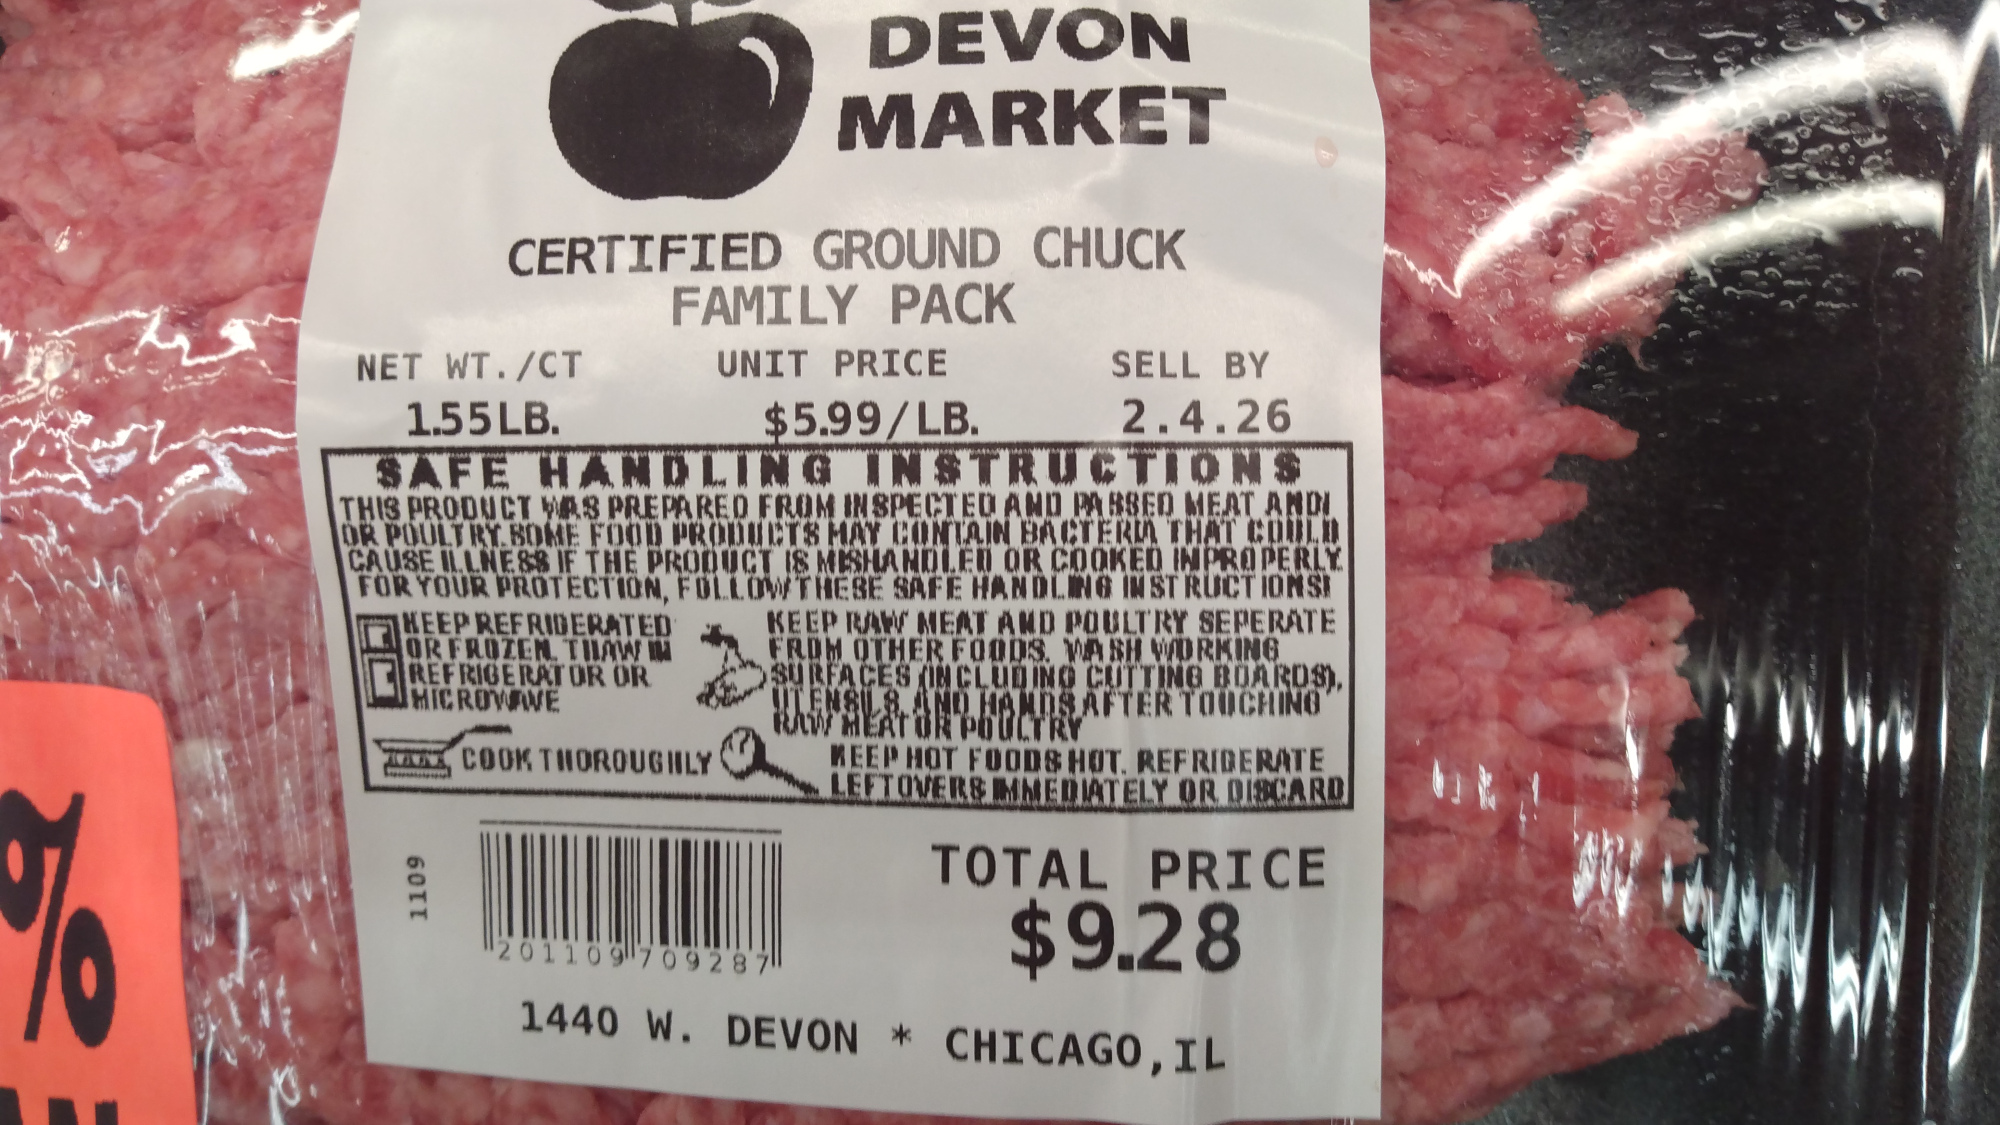 DEVON
MARKET
CERTIFIED GROUND CHUCK
FAMILY PACK
NET WT./CT UNIT PRICE SELL BY
1.55LB. $5.99/LB. 2.4.26
SAFE HANDLING INSTRUCTIONS
THIS PRODUCT WAS PREPARED FROM INSPECTED AND PASSED MEAT AND/
OR POULTRY. SOME FOOD PRODUCTS MAY CONTAIN BACTERIA THAT COULD
CAUSE ILLNESS IF THE PRODUCT IS MISHANDLED OR COOKED INPROPERLY.
FOR YOUR PROTECTION, FOLLOW THESE SAFE HANDLING INSTRUCTIONS!
KEEP REFRIGERATED
OR FROZEN. THAW IN
REFRIGERATOR OR
MICROWAVE
KEEP RAW MEAT AND POULTRY SEPERATE
FROM OTHER FOODS. WASH WORKING
SURFACES (INCLUDING CUTTING BOARDS),
UTENSILS, AND HANDS AFTER TOUCHING
RAW MEAT OR POULTRY
COOK THOROUGHLY
KEEP HOT FOODS HOT. REFRIGERATE
LEFTOVERS IMMEDIATELY OR DISCARD
1109
201109 709287
TOTAL PRICE
$9.28
1440 W. DEVON * CHICAGO, IL
%